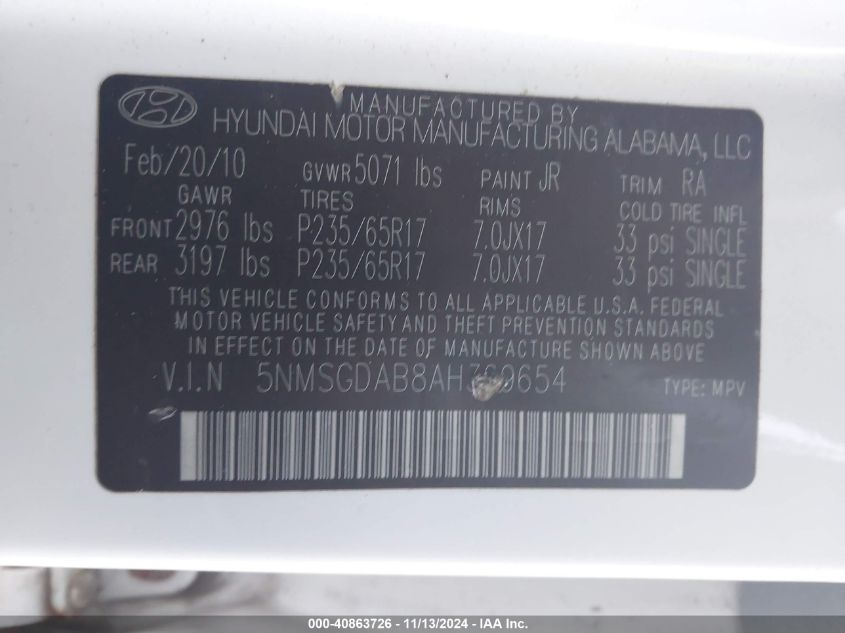 MANUFACTURED BY
HYUNDAI MOTOR MANUFACTURING ALABAMA, LLC
Feb/20/10 GVWR 5071 lbs PAINT JR TRIM RA
GAWR TIRES RIMS COLD TIRE INFL
FRONT 2976 lbs P235/65R17 7.0JX17 33 psi SINGLE
REAR 3197 lbs P235/65R17 7.0JX17 33 psi SINGLE
THIS VEHICLE CONFORMS TO ALL APPLICABLE U.S.A. FEDERAL
MOTOR VEHICLE SAFETY AND THEFT PREVENTION STANDARDS
IN EFFECT ON THE DATE OF MANUFACTURE SHOWN ABOVE
V.I.N TYPE: MPV
000-40863726 - 11/13/2024 - IAAI.com